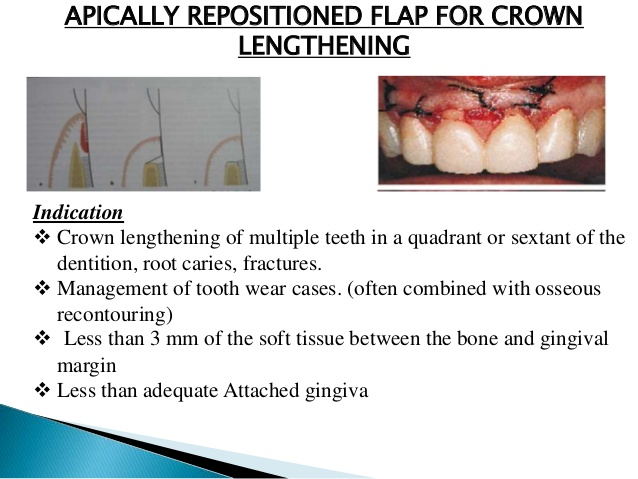 APICALLY REPOSITIONED FLAP FOR CROWN
LENGTHENING
Indication
❖ Crown lengthening of multiple teeth in a quadrant or sextant of the
dentition, root caries, fractures.
❖ Management of tooth wear cases. (often combined with osseous
recontouring)
❖ Less than 3 mm of the soft tissue between the bone and gingival
margin
❖ Less than adequate Attached gingiva